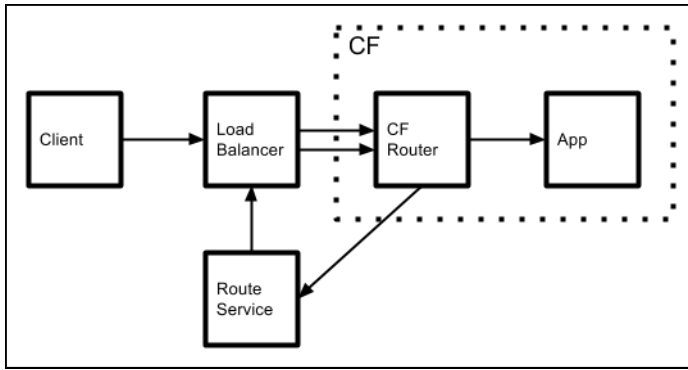 CF
Client
Load
Balancer
CF
Router
App
Route
Service